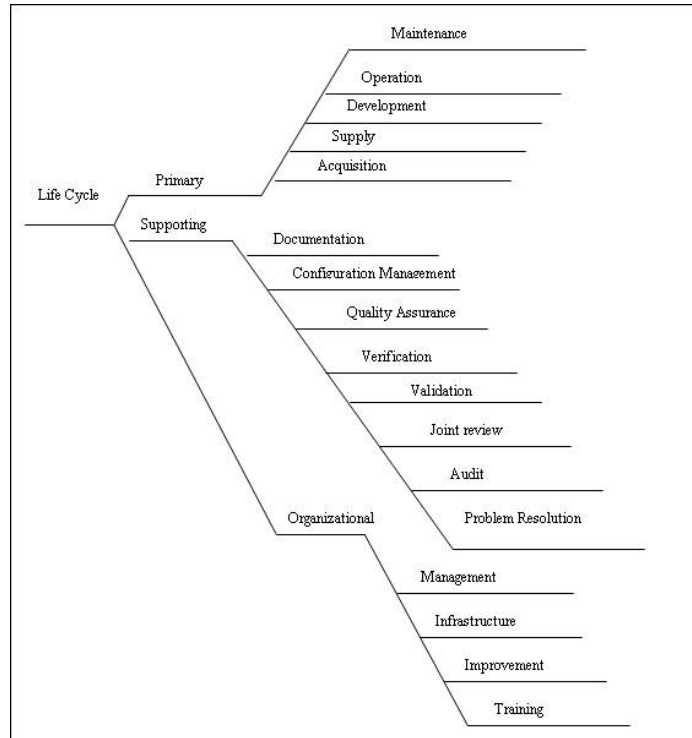 Maintenance
Operation
Development
Supply
Acquisition
Primary
Life Cycle
Supporting
Documentation
Configuration Management
Quality Assurance
Verification
Validation
Joint review
Audit
Organizational
Problem Resolution
Management
Infrastructure
Improvement
Training